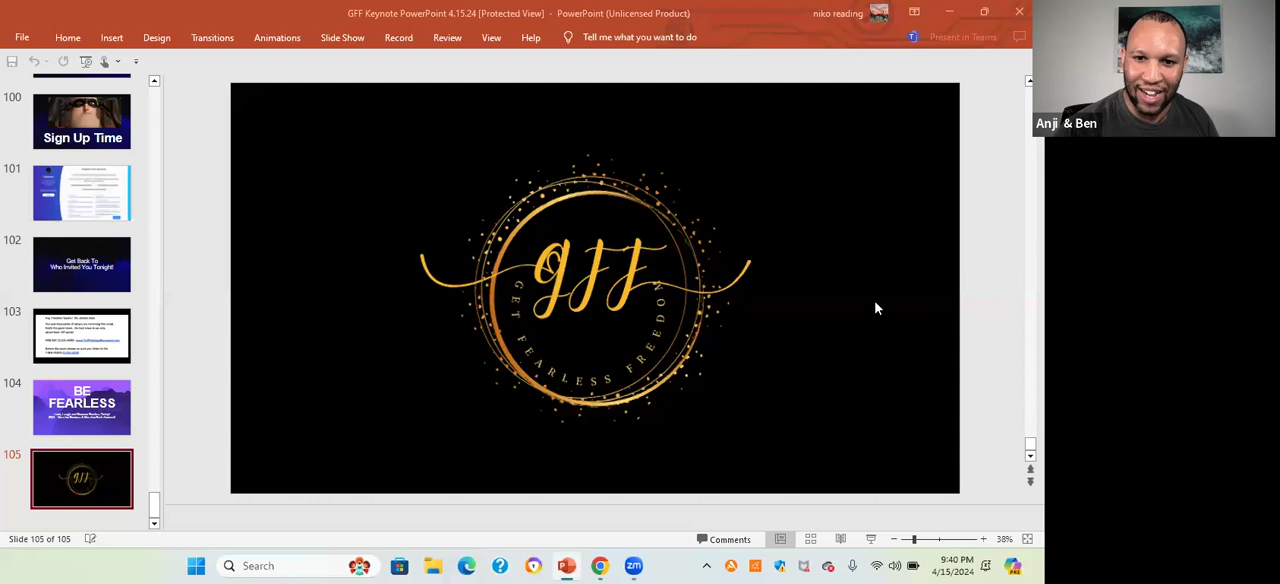 GFF Keynote PowerPoint 4.15.24 [Protected View] - PowerPoint (Unlicensed Product)
niko reading
File Home Insert Design Transitions Animations Slide Show Record Review View Help Tell me what you want to do
Present in Teams
100
Sign Up Time
101
102
Get Back To
Who Invited You Tonight!
103
104
BE
FEARLESS
105
gff
gff
GET FEARLESS FREEDOM
Anji & Ben
Slide 105 of 105
Comments
38%
Search
zm
9:40 PM
4/15/2024
PRE